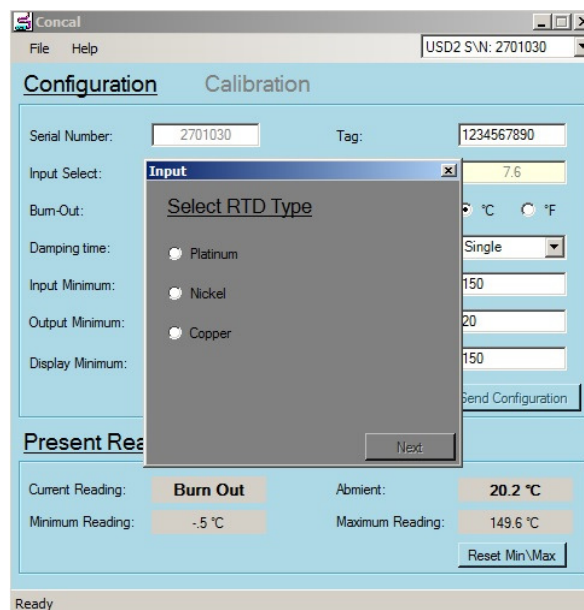 Concal
File Help USD2 S\N: 2701030
Configuration Calibration
Serial Number: 2701030 Tag: 1234567890
Input Select: 7.6
Burn-Out: °C °F
Damping time: Single
Input Minimum: 150
Output Minimum: 20
Display Minimum: 150
Send Configuration
Input
Select RTD Type
Platinum
Nickel
Copper
Next
Present Rea
Current Reading: Burn Out Abmient: 20.2 °C
Minimum Reading: -.5 °C Maximum Reading: 149.6 °C
Reset Min\Max
Ready